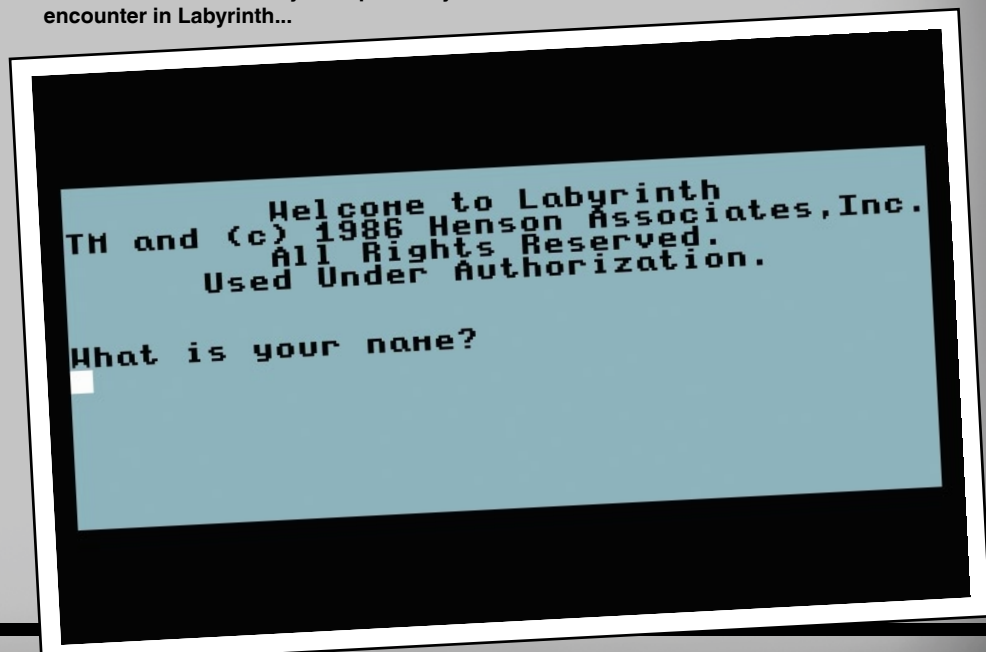 encounter in Labyrinth...
Welcome to Labyrinth
TM and (c) 1986 Henson Associates,Inc.
All Rights Reserved.
Used Under Authorization.
What is your name?